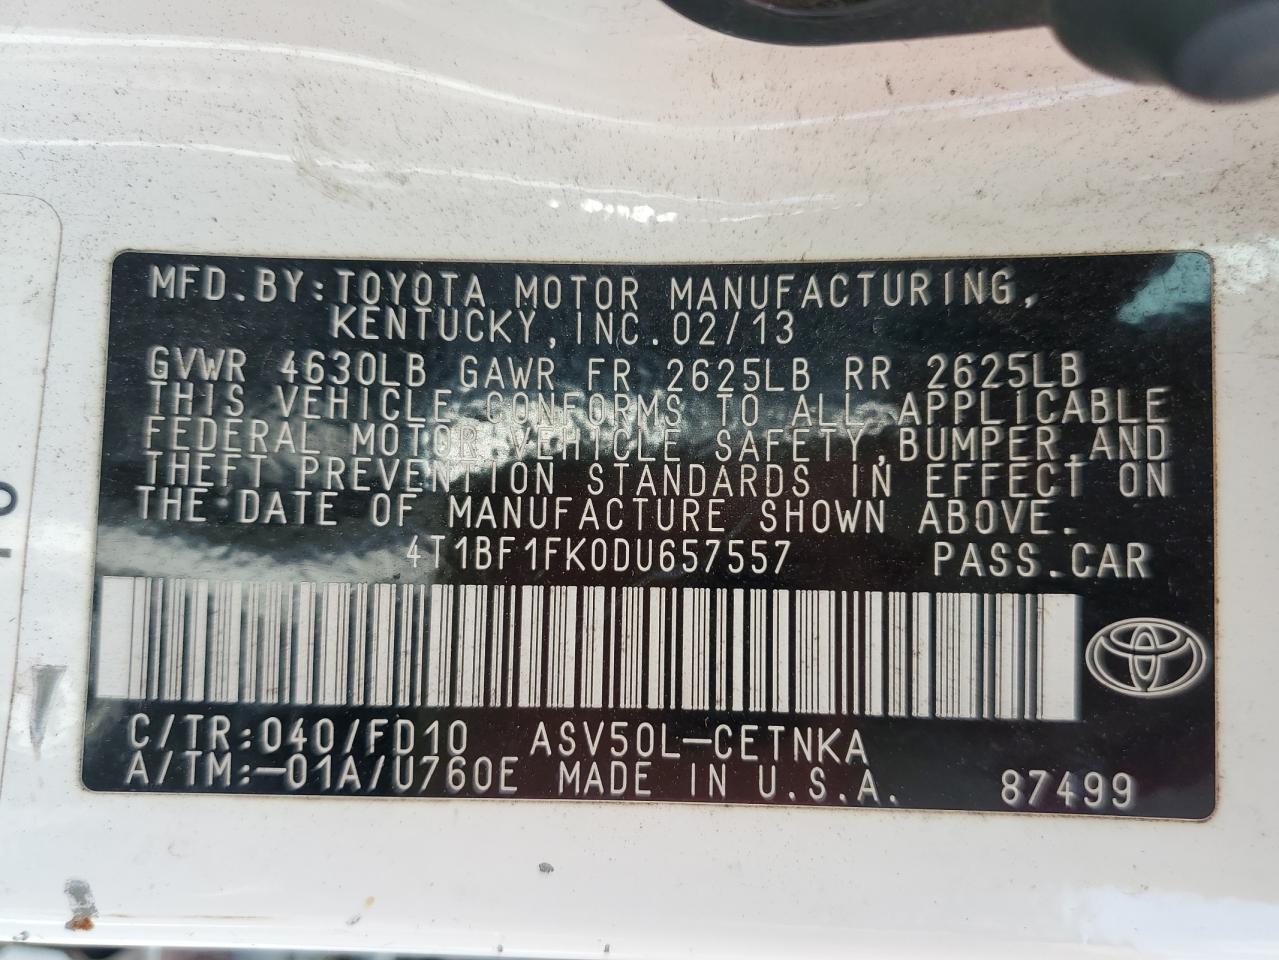 MFD.BY:TOYOTA MOTOR MANUFACTURING,
KENTUCKY,INC.02/13
GVWR 4630LB GAWR FR 2625LB RR 2625LB
THIS VEHICLE CONFORMS TO ALL APPLICABLE
FEDERAL MOTOR VEHICLE SAFETY,BUMPER,AND
THEFT PREVENTION STANDARDS IN EFFECT ON
THE DATE OF MANUFACTURE SHOWN ABOVE.
4T1BF1FK0DU657557 PASS.CAR
C/TR:040/FD10 ASV50L-CETNKA
A/TM:-01A/U760E MADE IN U.S.A. 87499